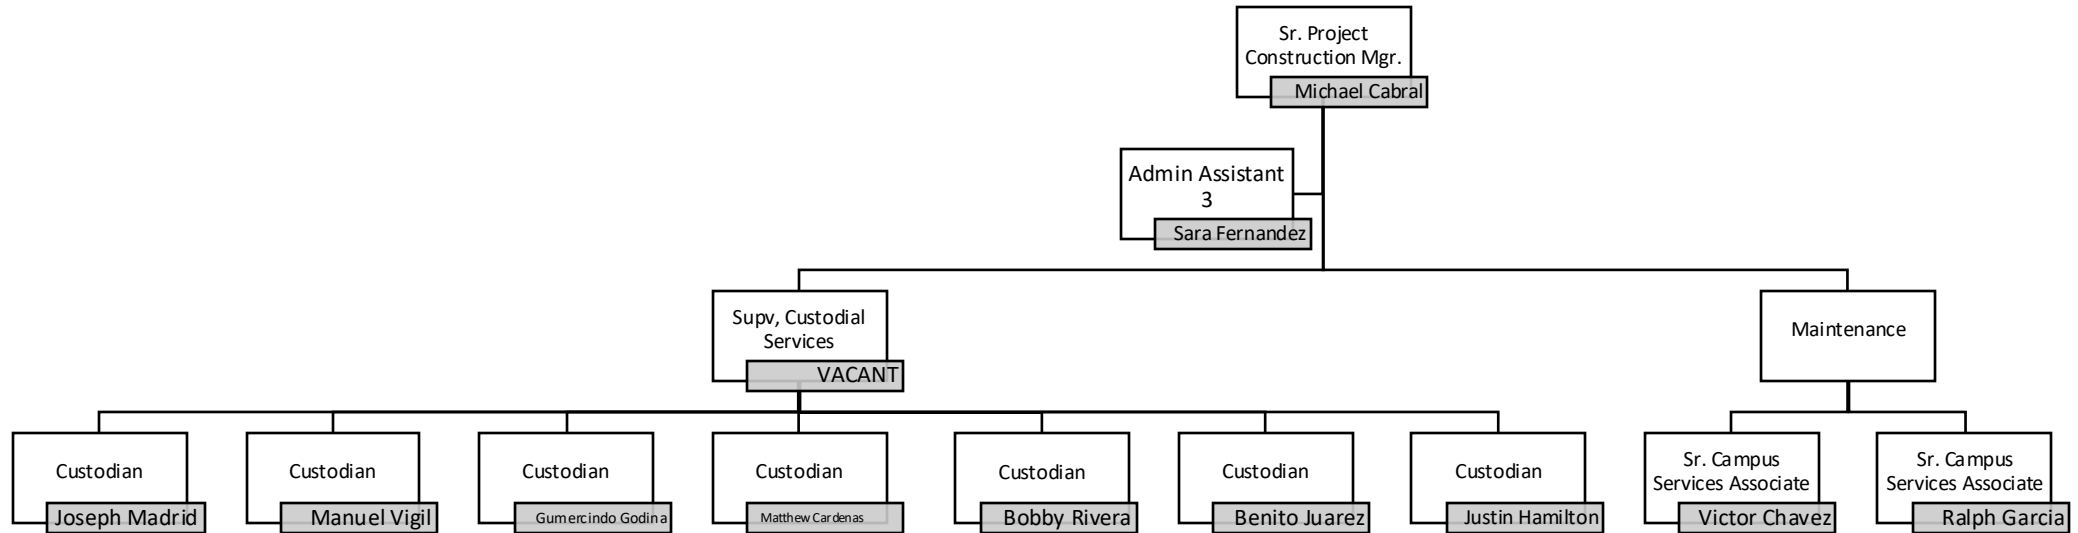 Sr. Project
Construction Mgr.
Michael Cabral
Admin Assistant
3
Sara Fernandez
Supv, Custodial
Services
VACANT
Maintenance
Custodian
Joseph Madrid
Custodian
Manuel Vigil
Custodian
Gumercindo Godina
Custodian
Matthew Cardenas
Custodian
Bobby Rivera
Custodian
Benito Juarez
Custodian
Justin Hamilton
Sr. Campus
Services Associate
Victor Chavez
Sr. Campus
Services Associate
Ralph Garcia